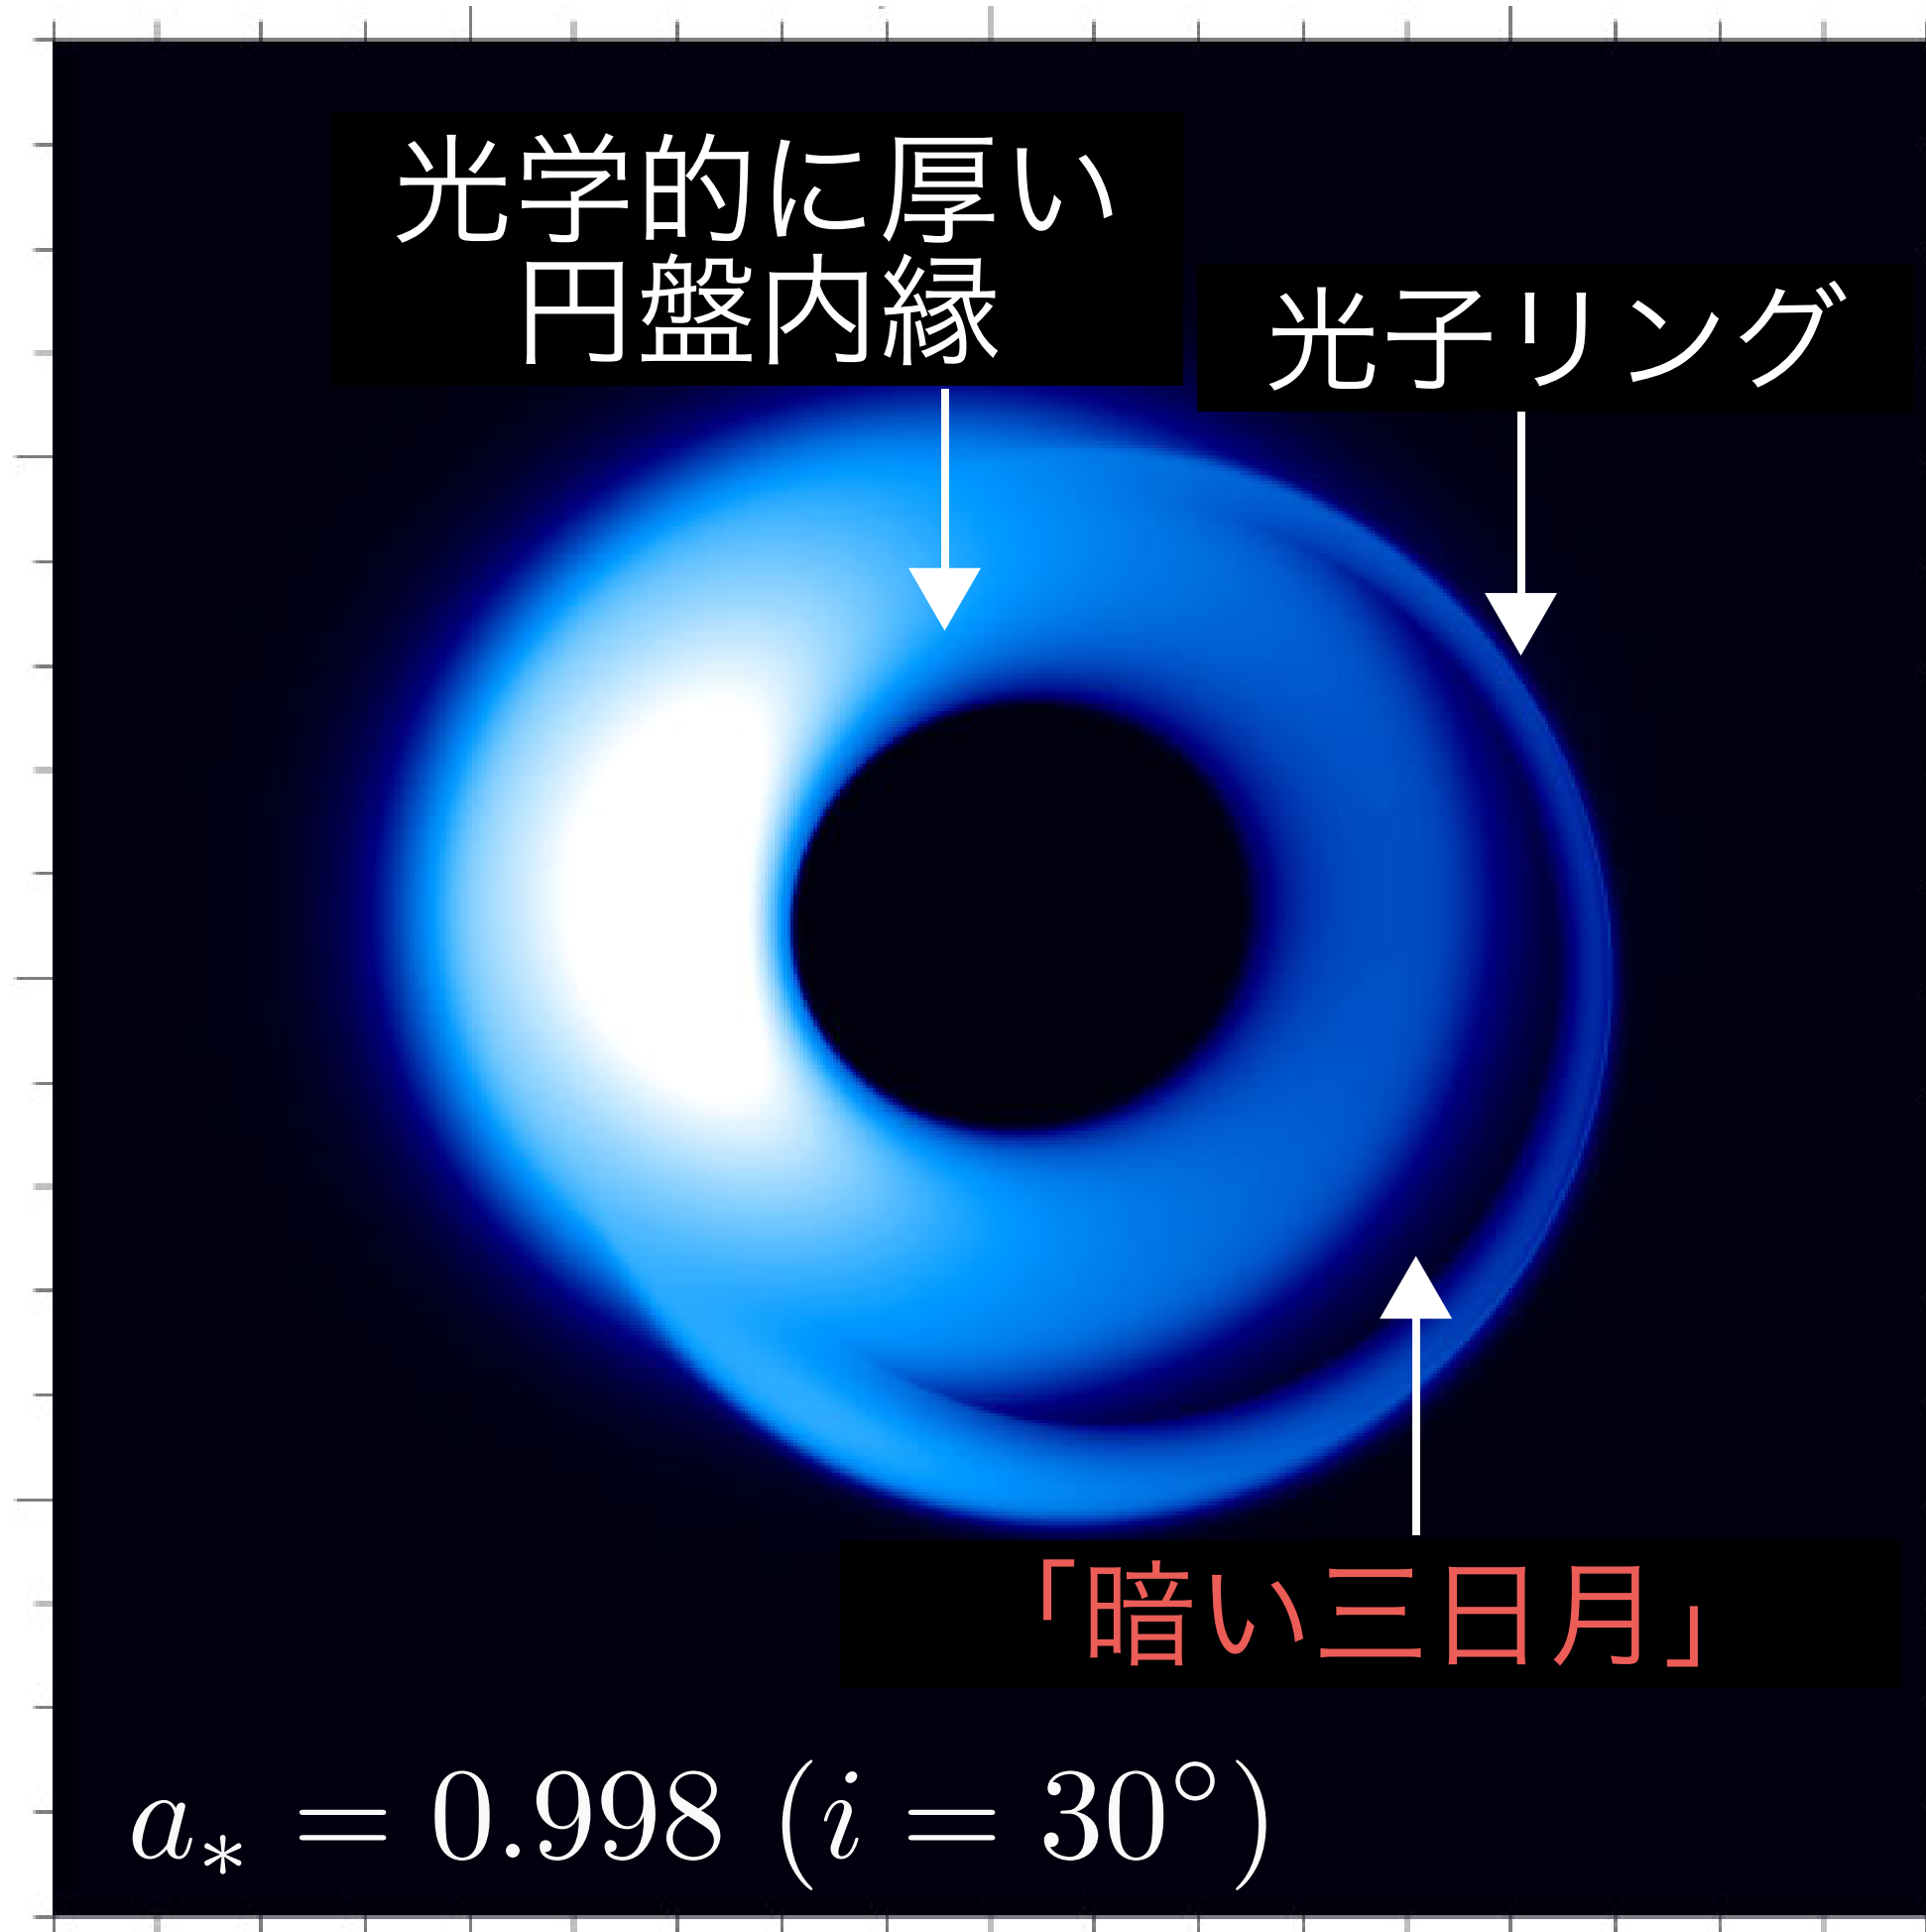 光学的に厚い
円盤内縁
光子リング
「暗い三日月」
a* = 0.998 (i = 30°)